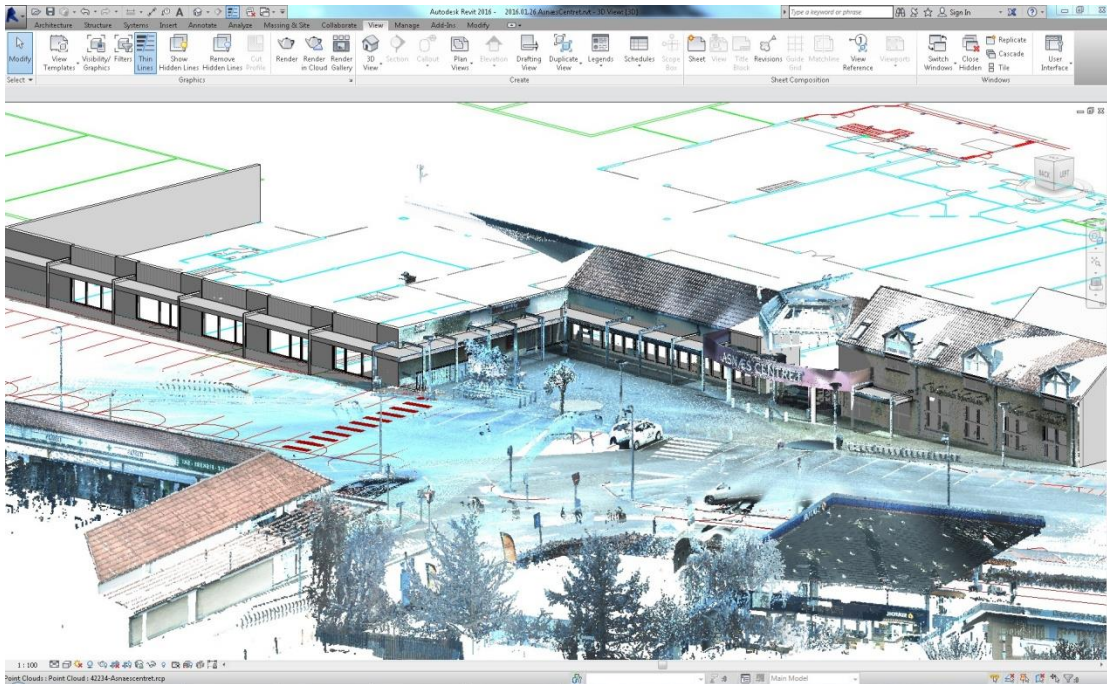 Autodesk Revit 2016 - 2016.01.26 AsnæsCentret.rvt - 3D View: {3D}
Type a keyword or phrase
Sign In
Architecture Structure Systems Insert Annotate Analyze Massing & Site Collaborate View Manage Add-Ins Modify
Modify
View Templates
Visibility/ Graphics
Filters
Thin Lines
Show Hidden Lines
Remove Hidden Lines
Cut Profile
Render
Render in Cloud
Render Gallery
3D View
Section
Callout
Plan Views
Elevation
Drafting View
Duplicate View
Legends
Schedules
Scope Box
Sheet
View
Title Block
Revisions
Guide Grid
Matchline
View Reference
Viewports
Switch Windows
Close Hidden
Replicate
Cascade
Tile
User Interface
Select
Graphics
Create
Sheet Composition
Windows
BACK
LEFT
ASNÆS CENTRET
1 : 100
Point Clouds : Point Cloud : 42234-Asnaescentret.rcp
:0
Main Model
:0